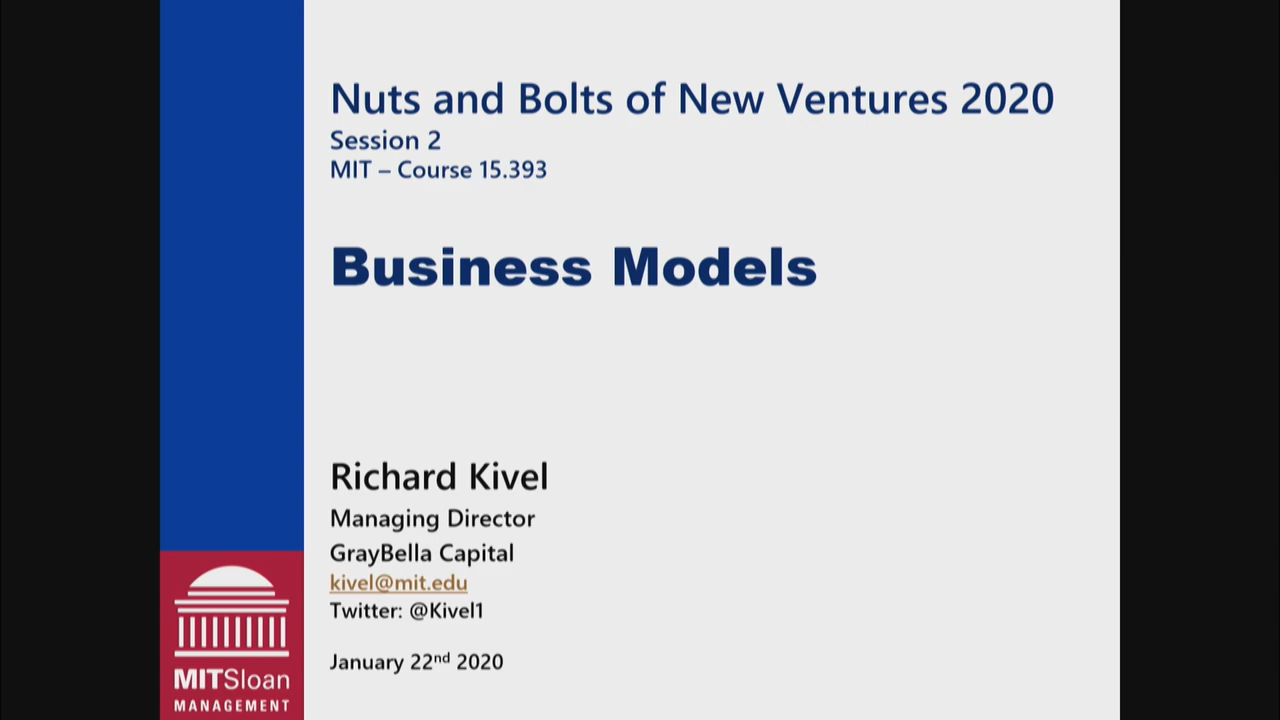 Nuts and Bolts of New Ventures 2020
Session 2
MIT – Course 15.393
Business Models
Richard Kivel
Managing Director
GrayBella Capital
kivel@mit.edu
Twitter: @Kivel1
January 22nd 2020
MITSloan
MANAGEMENT